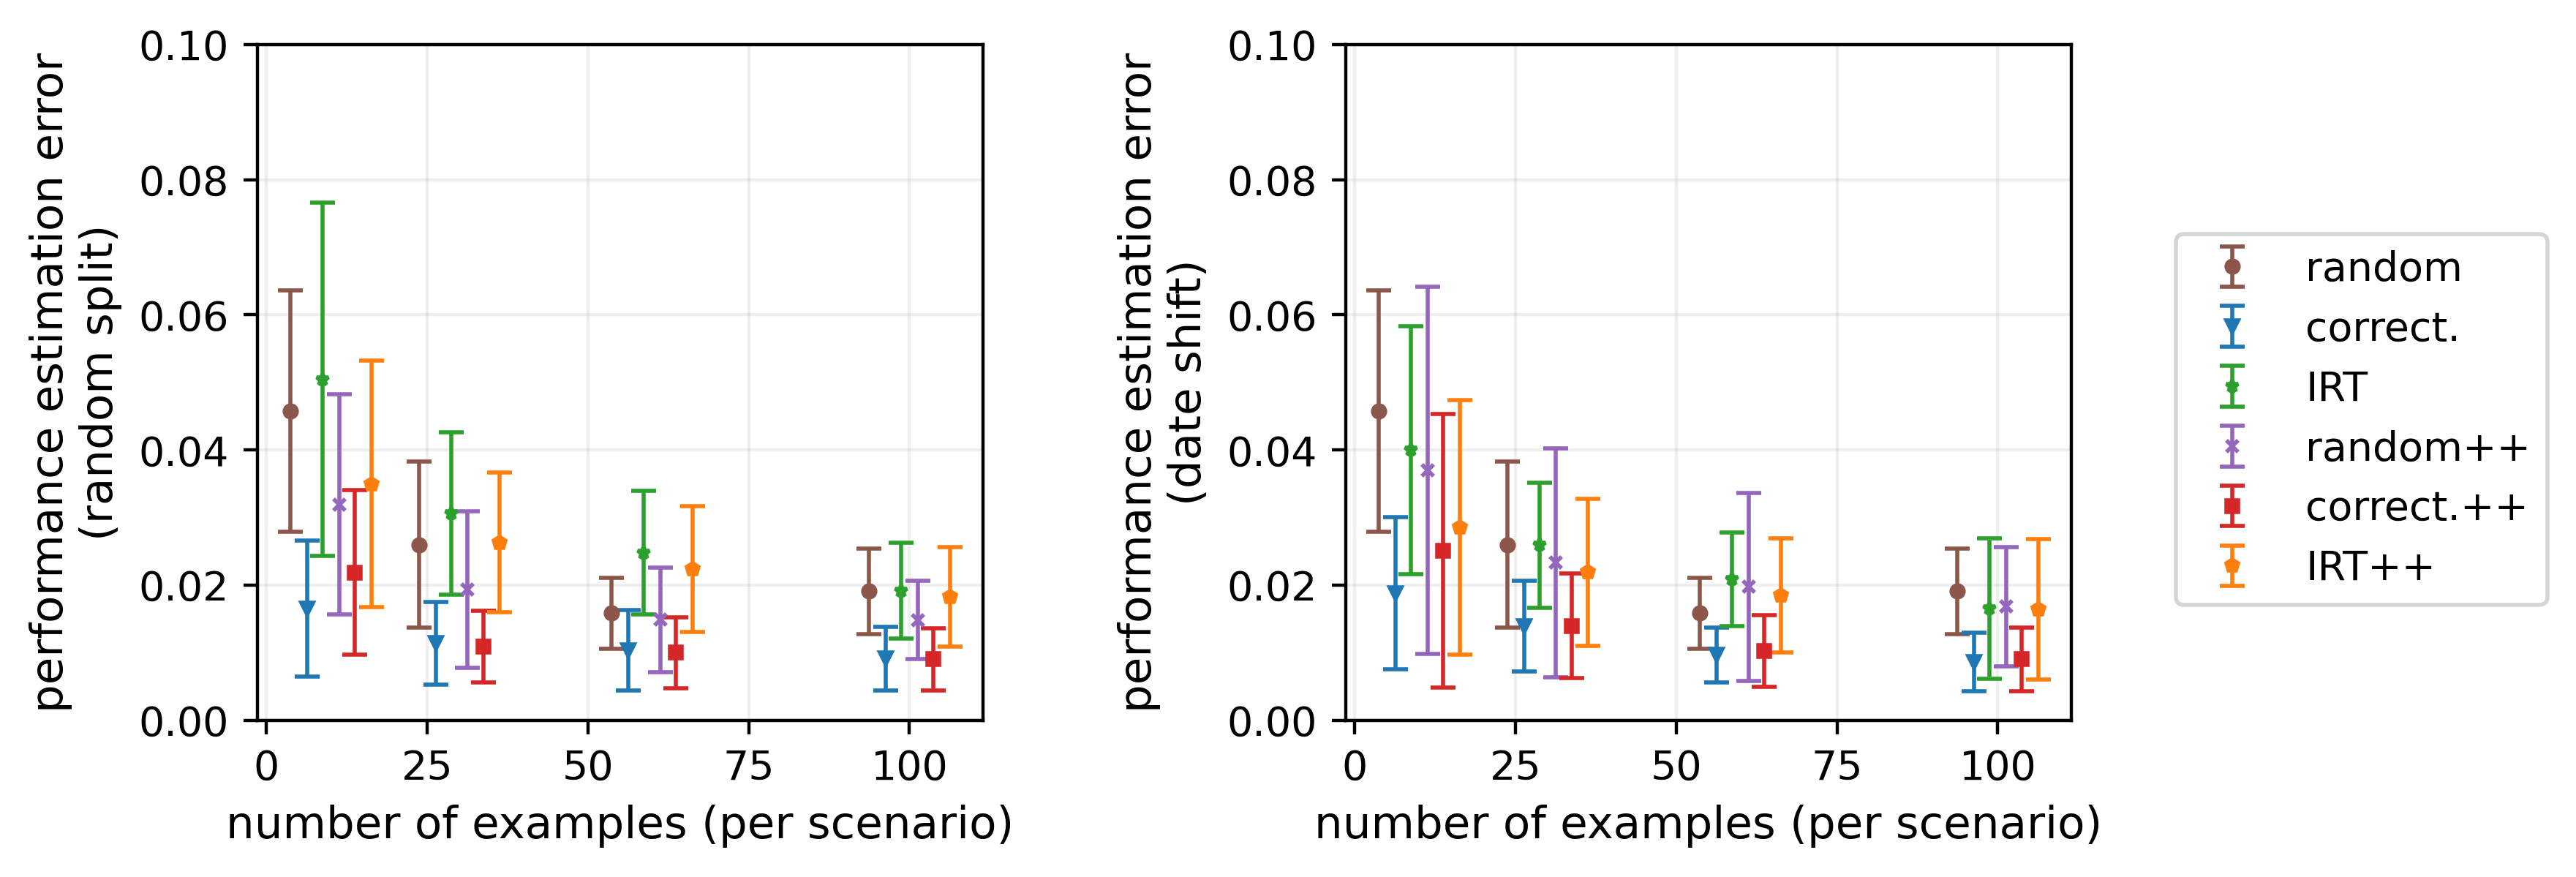 performance estimation error
(random split)
0.10
0.08
0.06
0.04
0.02
0.00
0 25 50 75 100
number of examples (per scenario)
performance estimation error
(date shift)
0.10
0.08
0.06
0.04
0.02
0.00
0 25 50 75 100
number of examples (per scenario)
random
correct.
IRT
random++
correct.++
IRT++